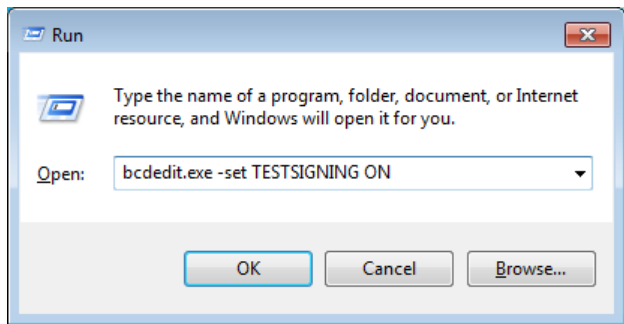 Run
Type the name of a program, folder, document, or Internet
resource, and Windows will open it for you.
Open: bcdedit.exe -set TESTSIGNING ON
OK Cancel Browse...